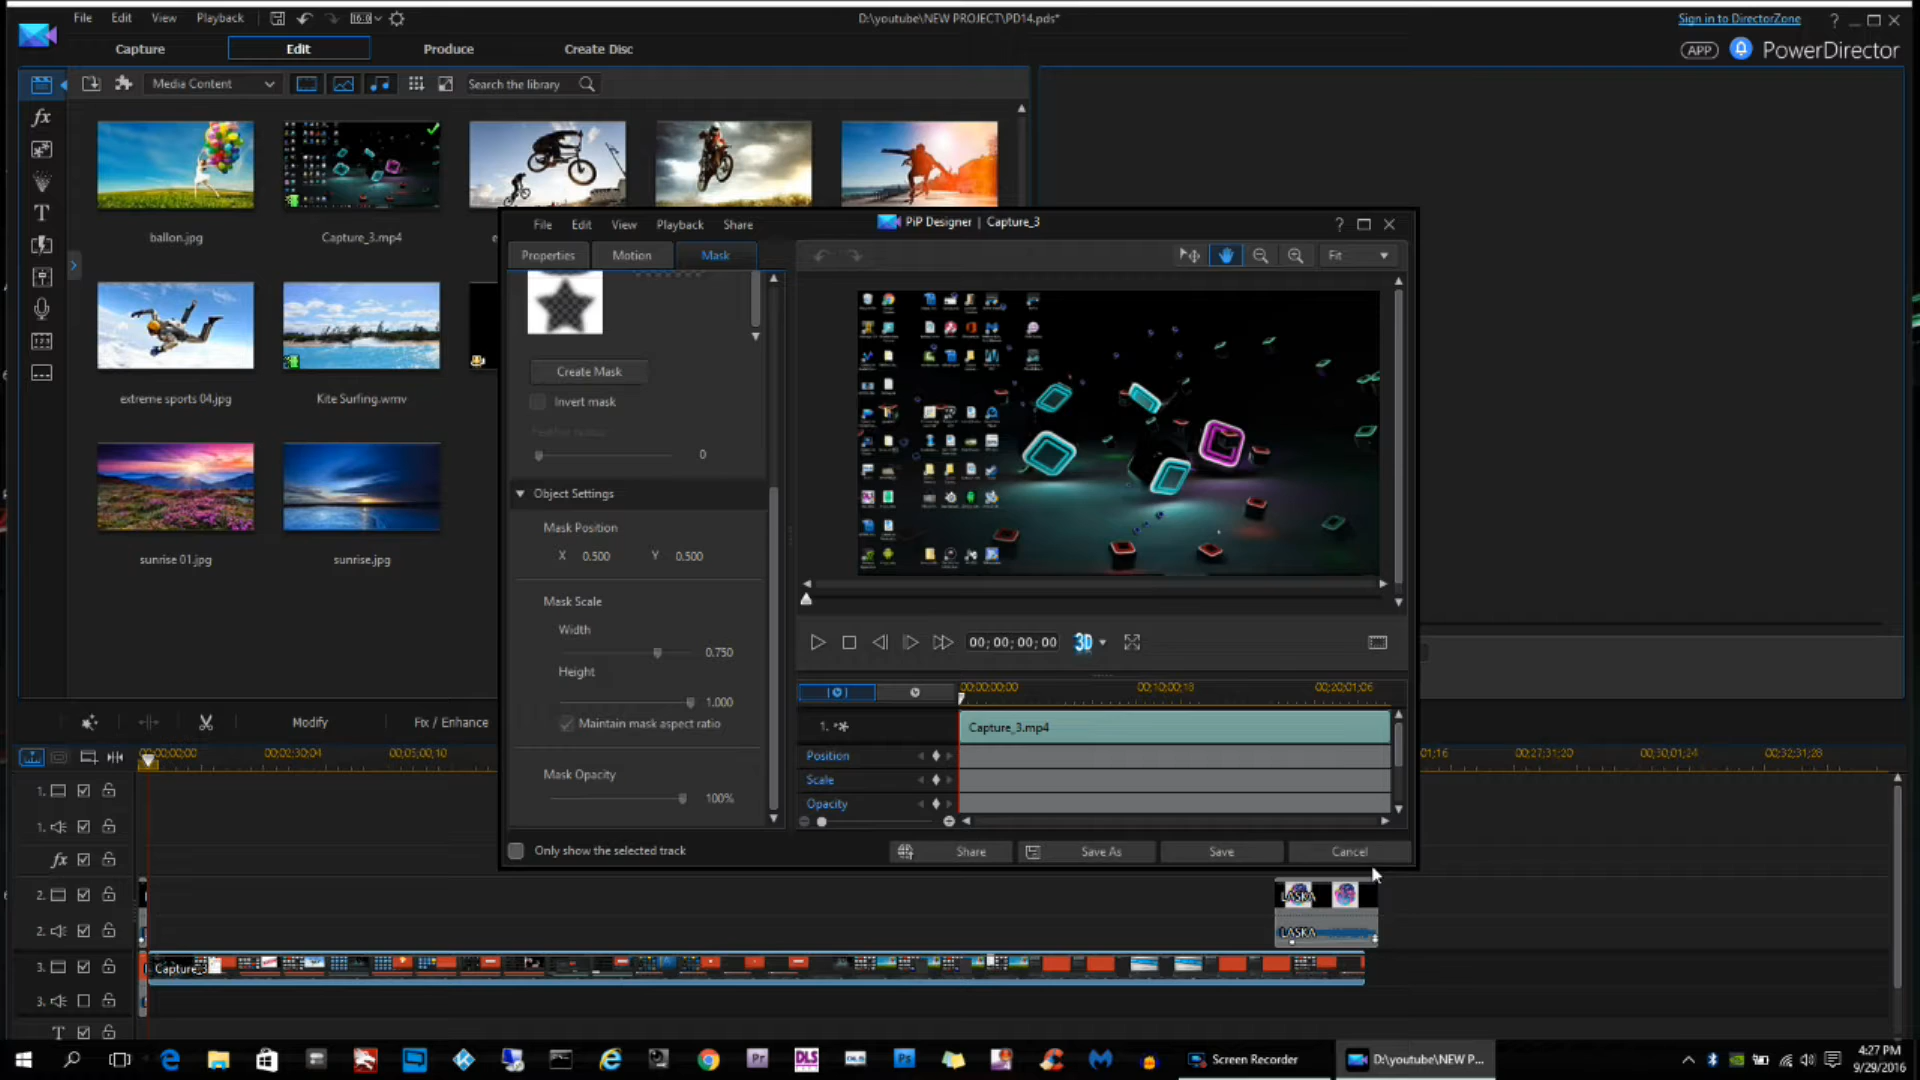 File Edit View Playback
D:\youtube\NEW PROJECT\PD14.pds*
Sign in to DirectorZone ?
Capture Edit Produce Create Disc
APP PowerDirector
Media Content Search the library
fx
T
ballon.jpg Capture_3.mp4
extreme sports 04.jpg Kite Surfing.wmv
sunrise 01.jpg sunrise.jpg
File Edit View Playback Share
PiP Designer | Capture_3
?
Properties Motion Mask
Fit
Create Mask
Invert mask
Feather radius
0
Object Settings
Mask Position
X 0.500 Y 0.500
Mask Scale
Width
0.750
Height
1.000
Maintain mask aspect ratio
Mask Opacity
100%
Only show the selected track
00;00;00;00 3D
00;00;00;00 00;10;00;18 00;20;01;06
1. Capture_3.mp4
Position
Scale
Opacity
Share Save As Save Cancel
Modify Fix / Enhance
00;00;00;00 00;02;30;04 00;05;00;10
00;27;31;20 00;30;01;24 00;32;31;28
1.
1.
fx
2. LASKA
2. LASKA
3. Capture_3
3.
T
Screen Recorder
D:\youtube\NEW P...
4:27 PM
9/29/2016